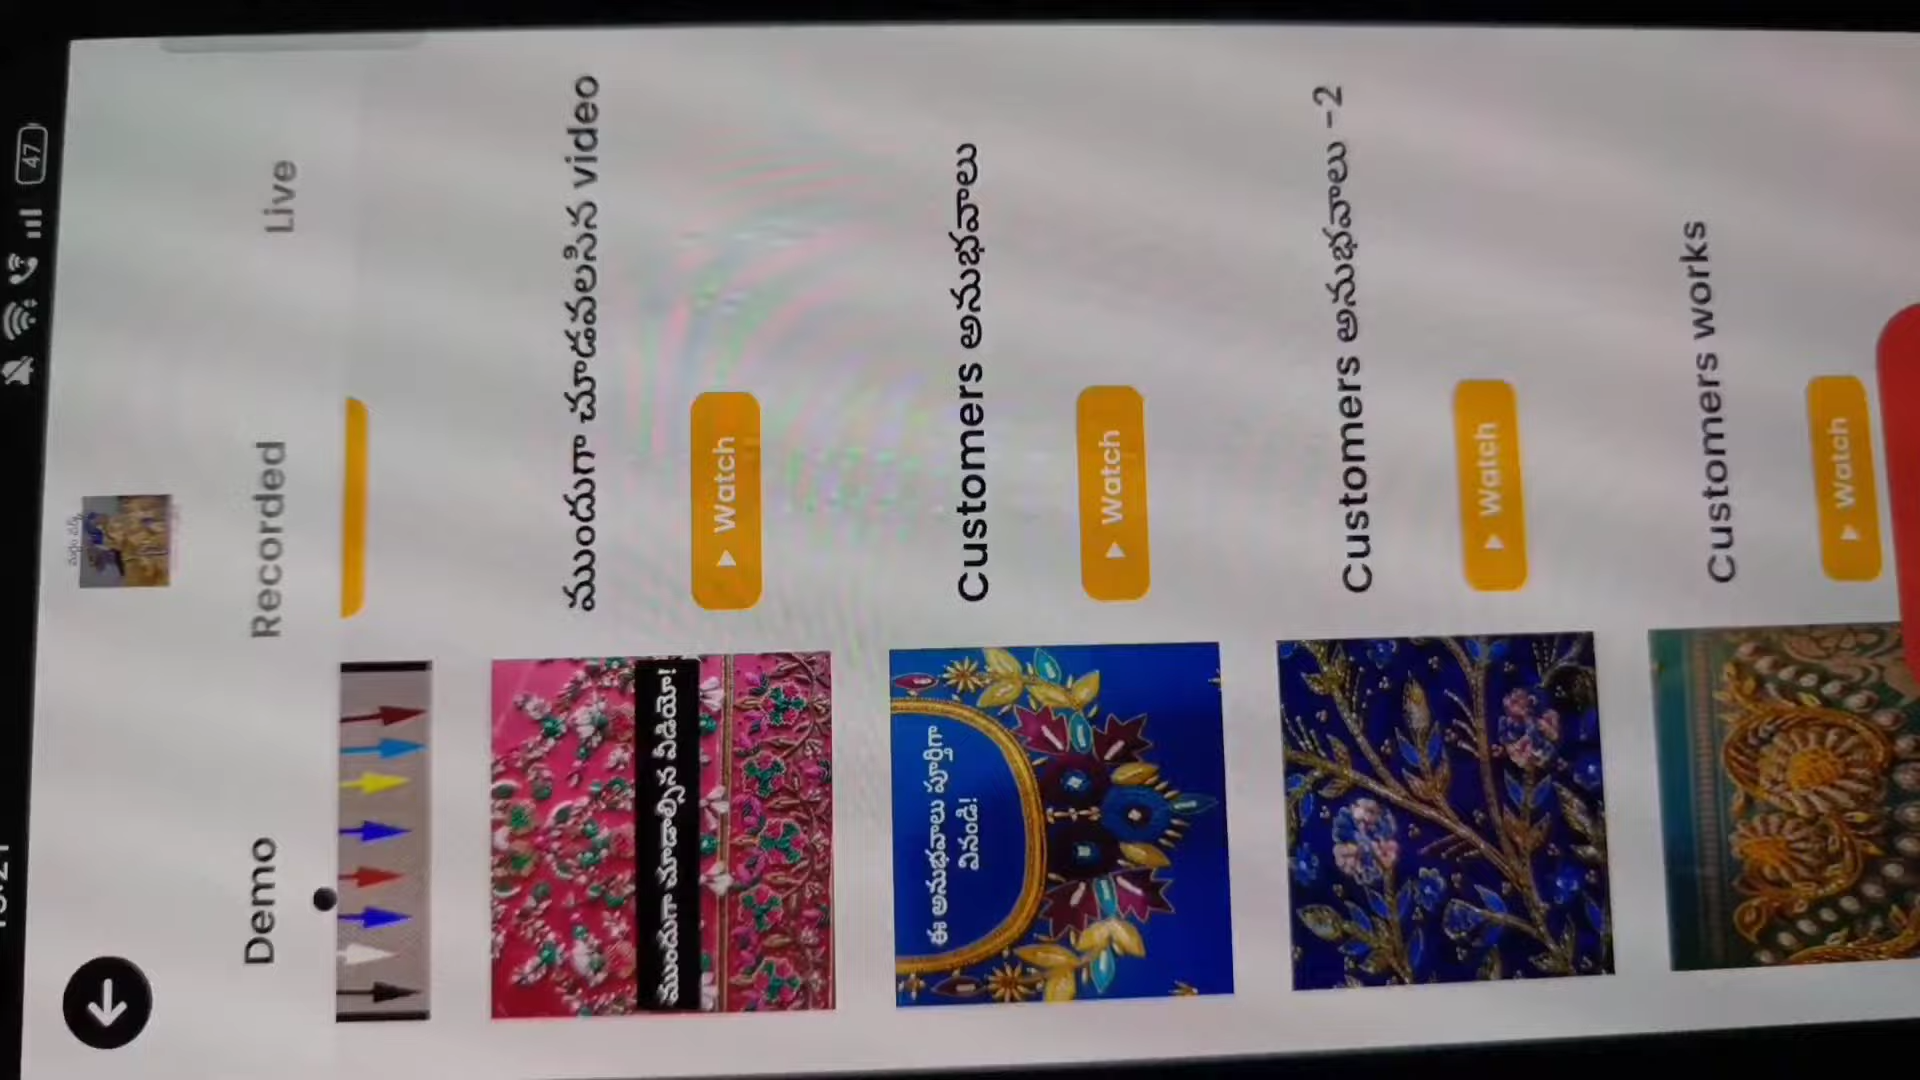 47
Demo Recorded Live
ముందుగా చూడవలసిన video
ముందుగా చూడాల్సిన వీడియో!
▶ Watch
Customers అనుభవాలు
ఈ అనుభవాలు పూర్తిగా
వినండి!
▶ Watch
Customers అనుభవాలు -2
▶ Watch
Customers works
▶ Watch